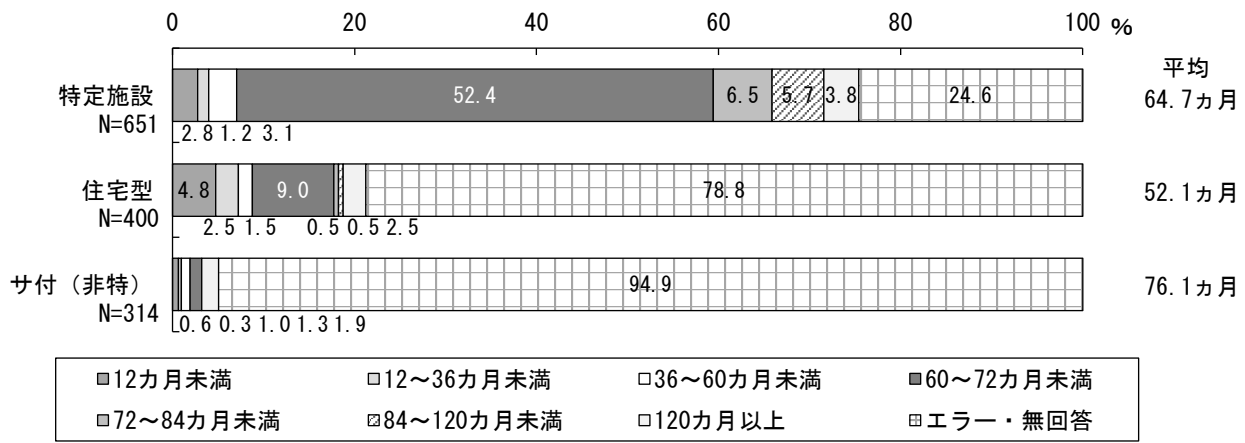 0 20 40 60 80 100 %
平均
特定施設
N=651
52.4 6.5 5.7 3.8 24.6
64.7ヵ月
2.8 1.2 3.1
住宅型
N=400
4.8 9.0 78.8
52.1ヵ月
2.5 1.5 0.5 0.5 2.5
サ付（非特）
N=314
94.9
76.1ヵ月
0.6 0.3 1.0 1.3 1.9
12カ月未満 12～36カ月未満 36～60カ月未満 60～72カ月未満
72～84カ月未満 84～120カ月未満 120カ月以上 エラー・無回答